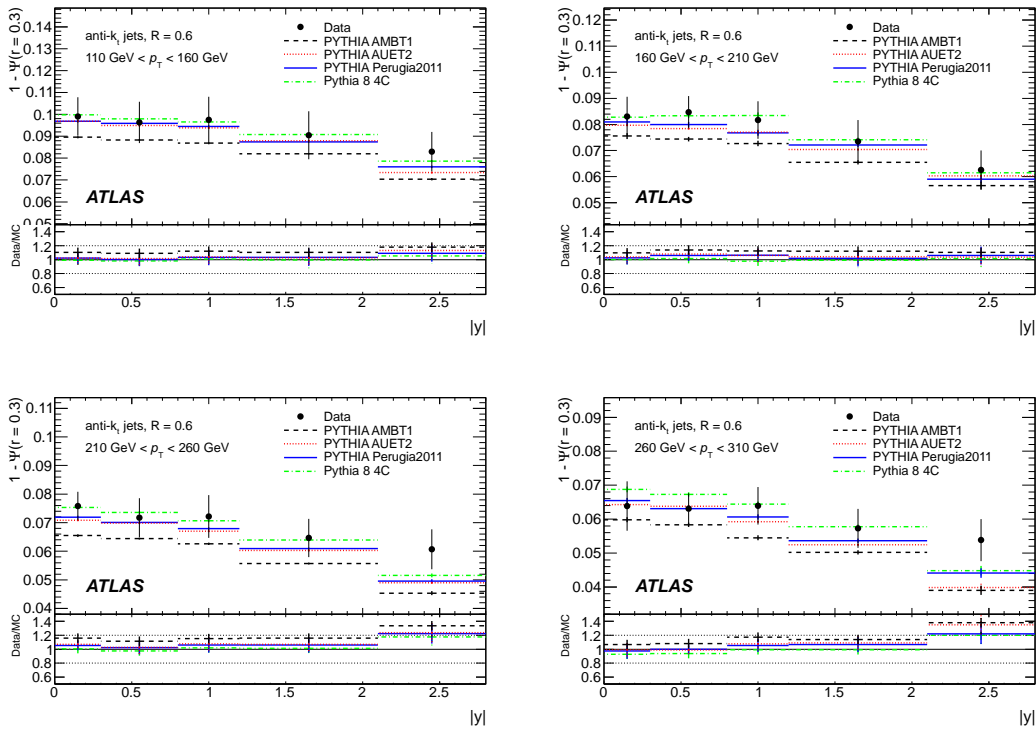 1 - Ψ(r = 0.3)
0.14
0.13
0.12
0.11
0.1
0.09
0.08
0.07
0.06
0.05
anti-kt jets, R = 0.6
110 GeV < pT < 160 GeV
Data
PYTHIA AMBT1
PYTHIA AUET2
PYTHIA Perugia2011
Pythia 8 4C
ATLAS
Data/MC
1.4
1.2
1
0.8
0.6
0 0.5 1 1.5 2 2.5
|y|
1 - Ψ(r = 0.3)
0.12
0.11
0.1
0.09
0.08
0.07
0.06
anti-kt jets, R = 0.6
160 GeV < pT < 210 GeV
Data
PYTHIA AMBT1
PYTHIA AUET2
PYTHIA Perugia2011
Pythia 8 4C
ATLAS
Data/MC
1.4
1.2
1
0.8
0.6
0 0.5 1 1.5 2 2.5
|y|
1 - Ψ(r = 0.3)
0.11
0.1
0.09
0.08
0.07
0.06
0.05
0.04
anti-kt jets, R = 0.6
210 GeV < pT < 260 GeV
Data
PYTHIA AMBT1
PYTHIA AUET2
PYTHIA Perugia2011
Pythia 8 4C
ATLAS
Data/MC
1.4
1.2
1
0.8
0.6
0 0.5 1 1.5 2 2.5
|y|
1 - Ψ(r = 0.3)
0.09
0.08
0.07
0.06
0.05
0.04
anti-kt jets, R = 0.6
260 GeV < pT < 310 GeV
Data
PYTHIA AMBT1
PYTHIA AUET2
PYTHIA Perugia2011
Pythia 8 4C
ATLAS
Data/MC
1.4
1.2
1
0.8
0.6
0 0.5 1 1.5 2 2.5
|y|